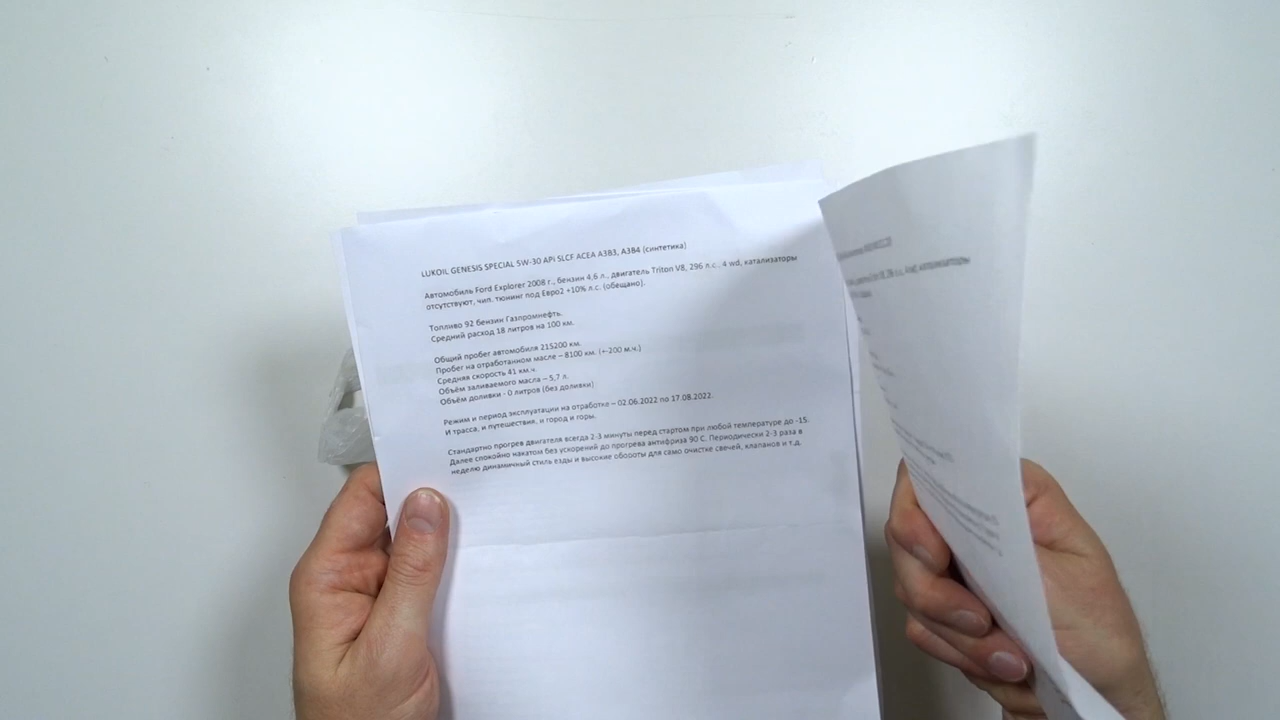 LUKOIL GENESIS SPECIAL 5W-30 APi SLCF ACEA A3B3, A3B4 (синтетика)
Автомобиль Ford Explorer 2008 г., бензин 4,6 л., двигатель Triton V8, 296 л.с., 4 wd, катализаторы
отсутствуют, чип. тюнинг под Евро2 +10% л.с. (обещано).
Топливо 92 бензин Газпромнефть.
Средний расход 18 литров на 100 км.
Общий пробег автомобиля 215200 км.
Пробег на отработанном масле – 8100 км. (+-200 м.ч.)
Средняя скорость 41 км.ч.
Объём заливаемого масла – 5,7 л.
Объём доливки - 0 литров (без доливки)
Режим и период эксплуатации на отработке – 02.06.2022 по 17.08.2022.
И трасса, и путешествия, и город и горы.
Стандартно прогрев двигателя всегда 2-3 минуты перед стартом при любой температуре до -15.
Далее спокойно накатом без ускорений до прогрева антифриза 90 С. Периодически 2-3 раза в
неделю динамичный стиль езды и высокие обороты для само очистке свечей, клапанов и т.д.